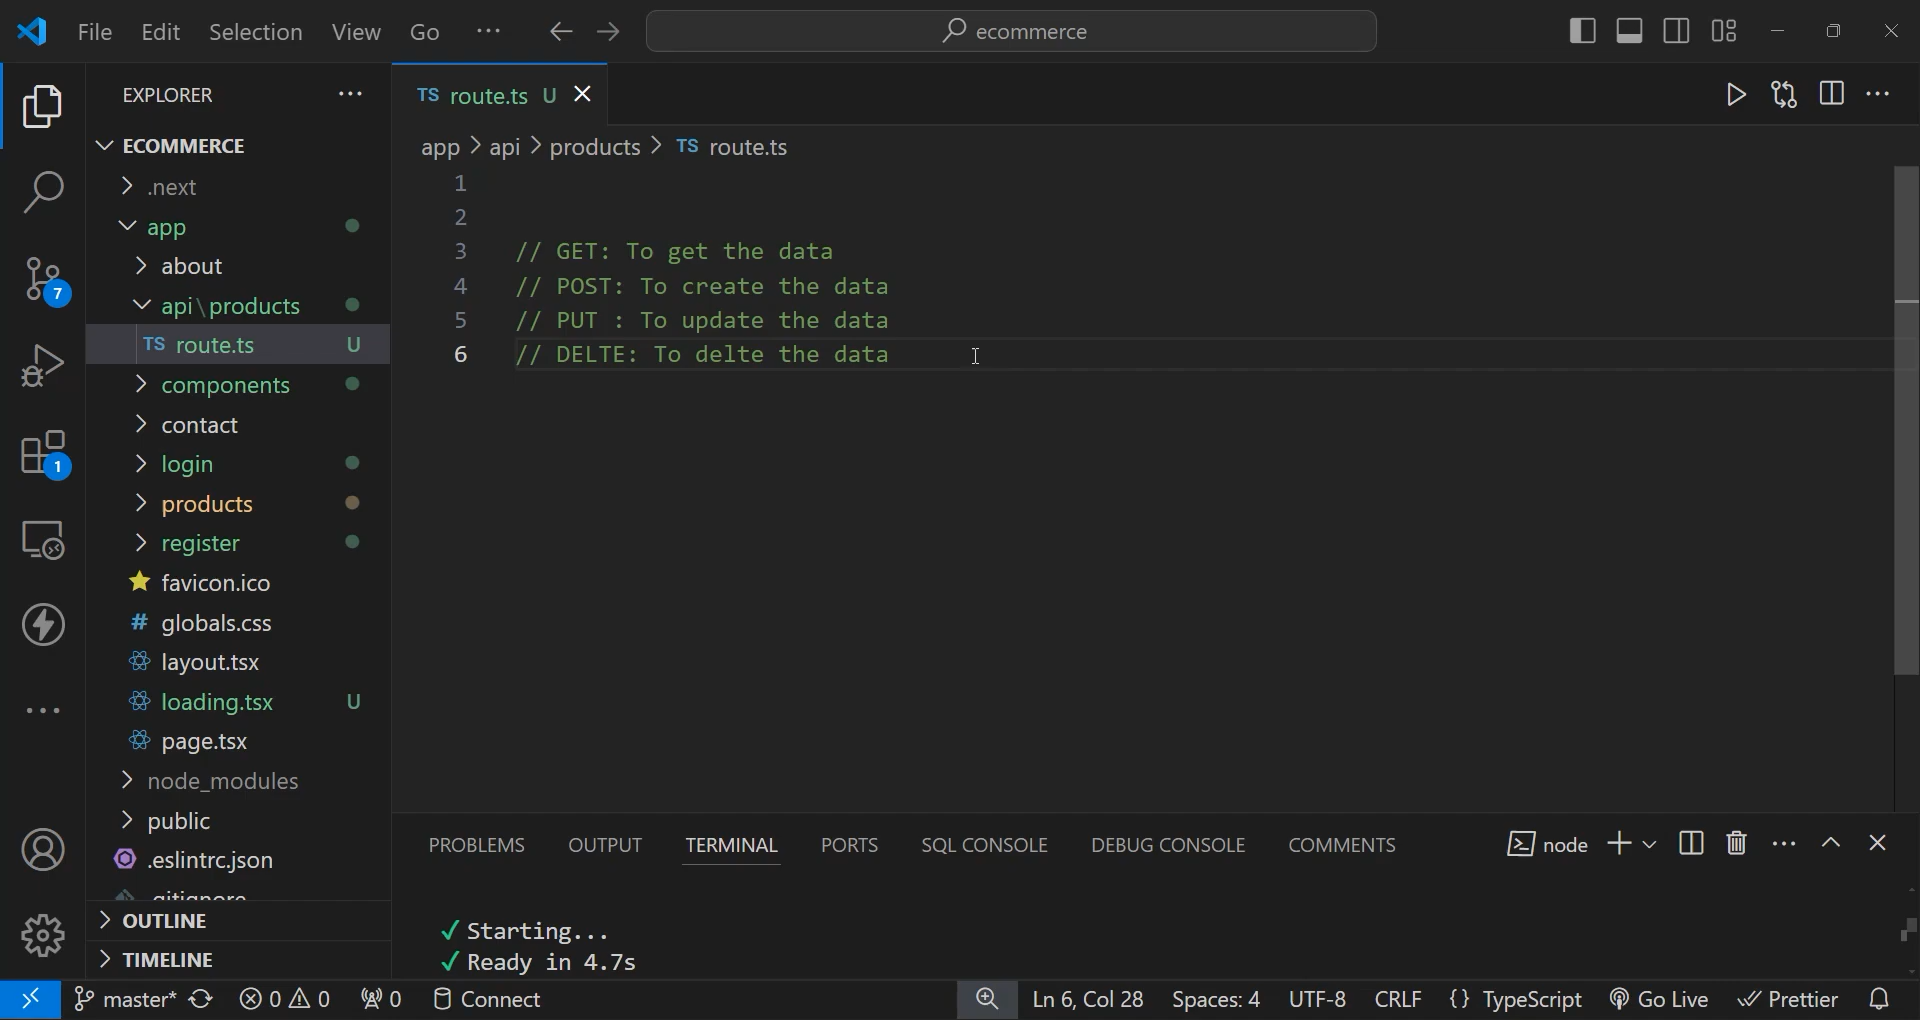 File Edit Selection View Go ··· ecommerce
EXPLORER ···
ECOMMERCE
.next
app
about
api\products
TS route.ts U
components
contact
login
products
register
favicon.ico
# globals.css
layout.tsx
loading.tsx U
page.tsx
node_modules
public
.eslintrc.json
.gitignore
OUTLINE
TIMELINE
7
1
TS route.ts U
app > api > products > TS route.ts
1
2
3 // GET: To get the data
4 // POST: To create the data
5 // PUT : To update the data
6 // DELTE: To delte the data
PROBLEMS OUTPUT TERMINAL PORTS SQL CONSOLE DEBUG CONSOLE COMMENTS node
✓ Starting...
✓ Ready in 4.7s
master* 0 0 0 Connect Ln 6, Col 28 Spaces: 4 UTF-8 CRLF {} TypeScript Go Live Prettier